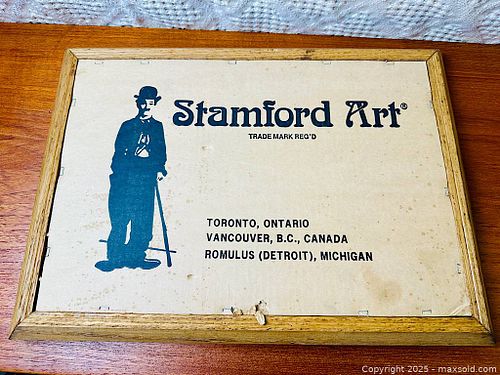 Stamford Art®
TRADE MARK REG'D
TORONTO, ONTARIO
VANCOUVER, B.C., CANADA
ROMULUS (DETROIT), MICHIGAN
Copyright 2025 - maxsold.com